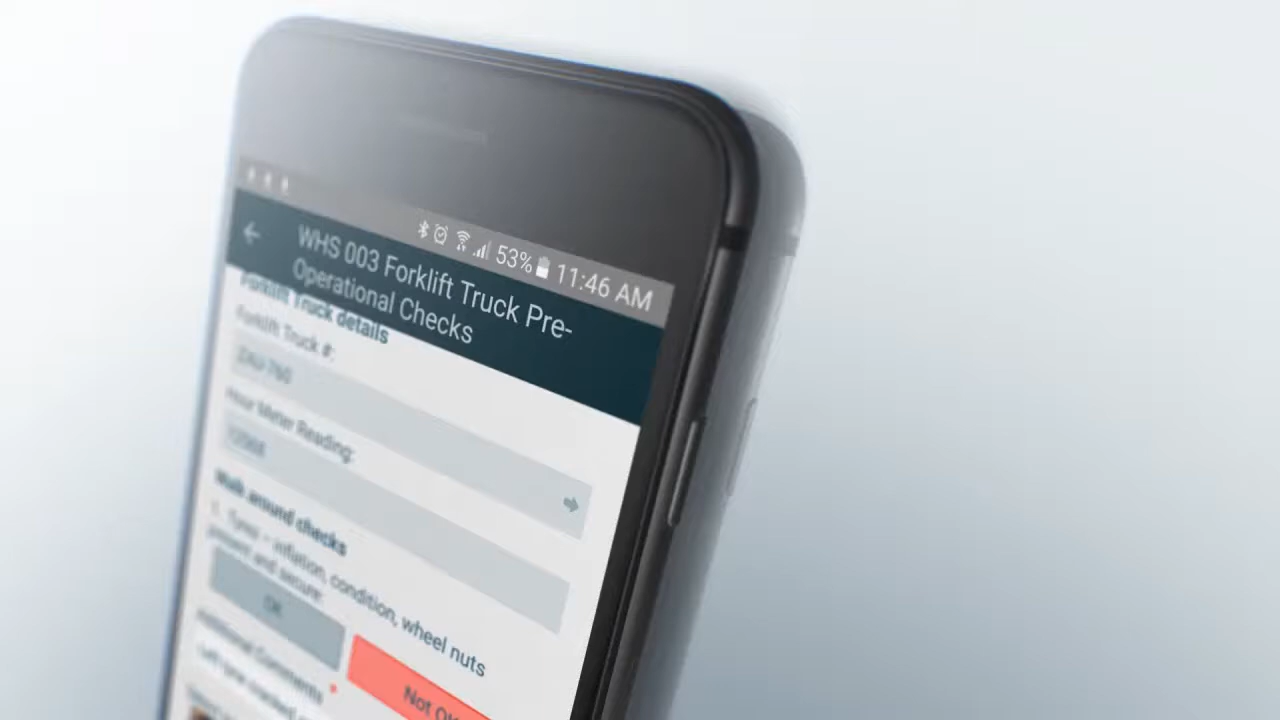 53% 11:46 AM
WHS 003 Forklift Truck Pre-
Operational Checks
Forklift Truck details
Forklift Truck #:
Hour Meter Reading:
Walk around checks
1. Tyres - inflation, condition, wheel nuts
present and secure:
OK
Not OK
Additional Comments *